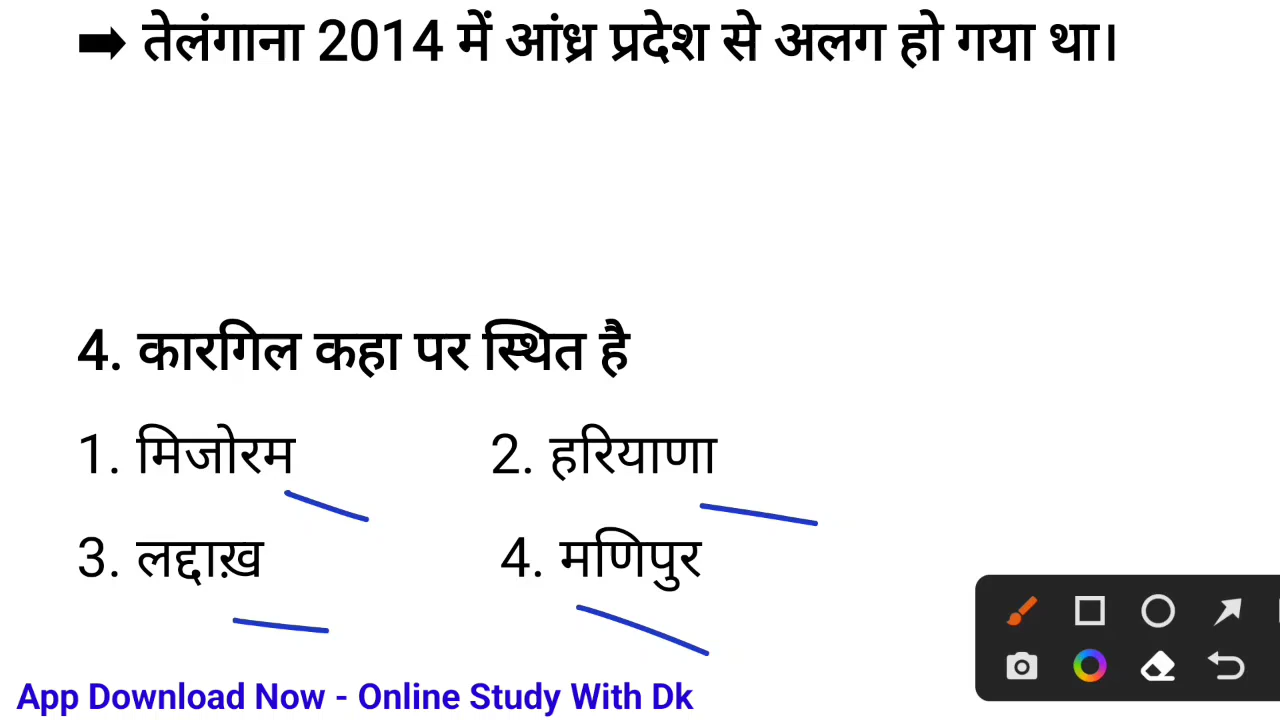 ➡ तेलंगाना 2014 में आंध्र प्रदेश से अलग हो गया था।
4. कारगिल कहा पर स्थित है
1. मिजोरम 2. हरियाणा
3. लद्दाख़ 4. मणिपुर
App Download Now - Online Study With Dk